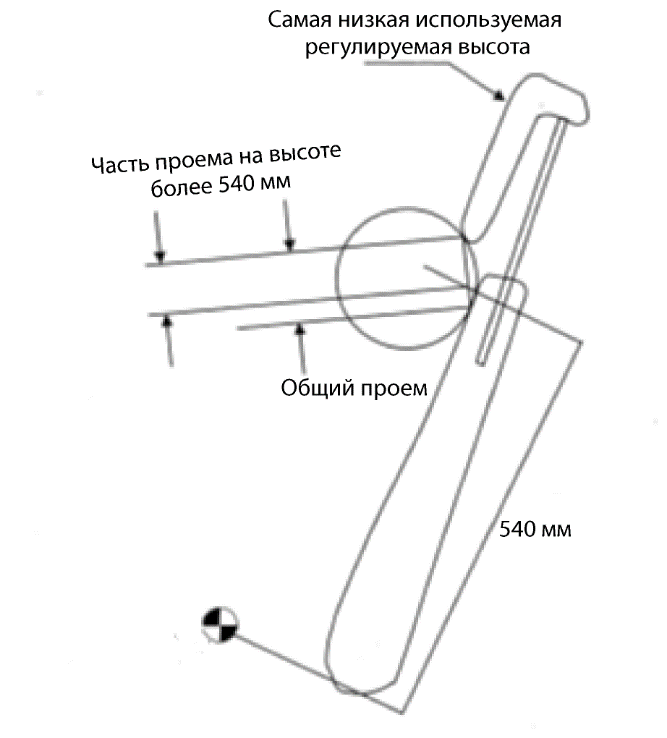 Самая низкая используемая
регулируемая высота
Часть проема на высоте
более 540 мм
Общий проем
540 мм